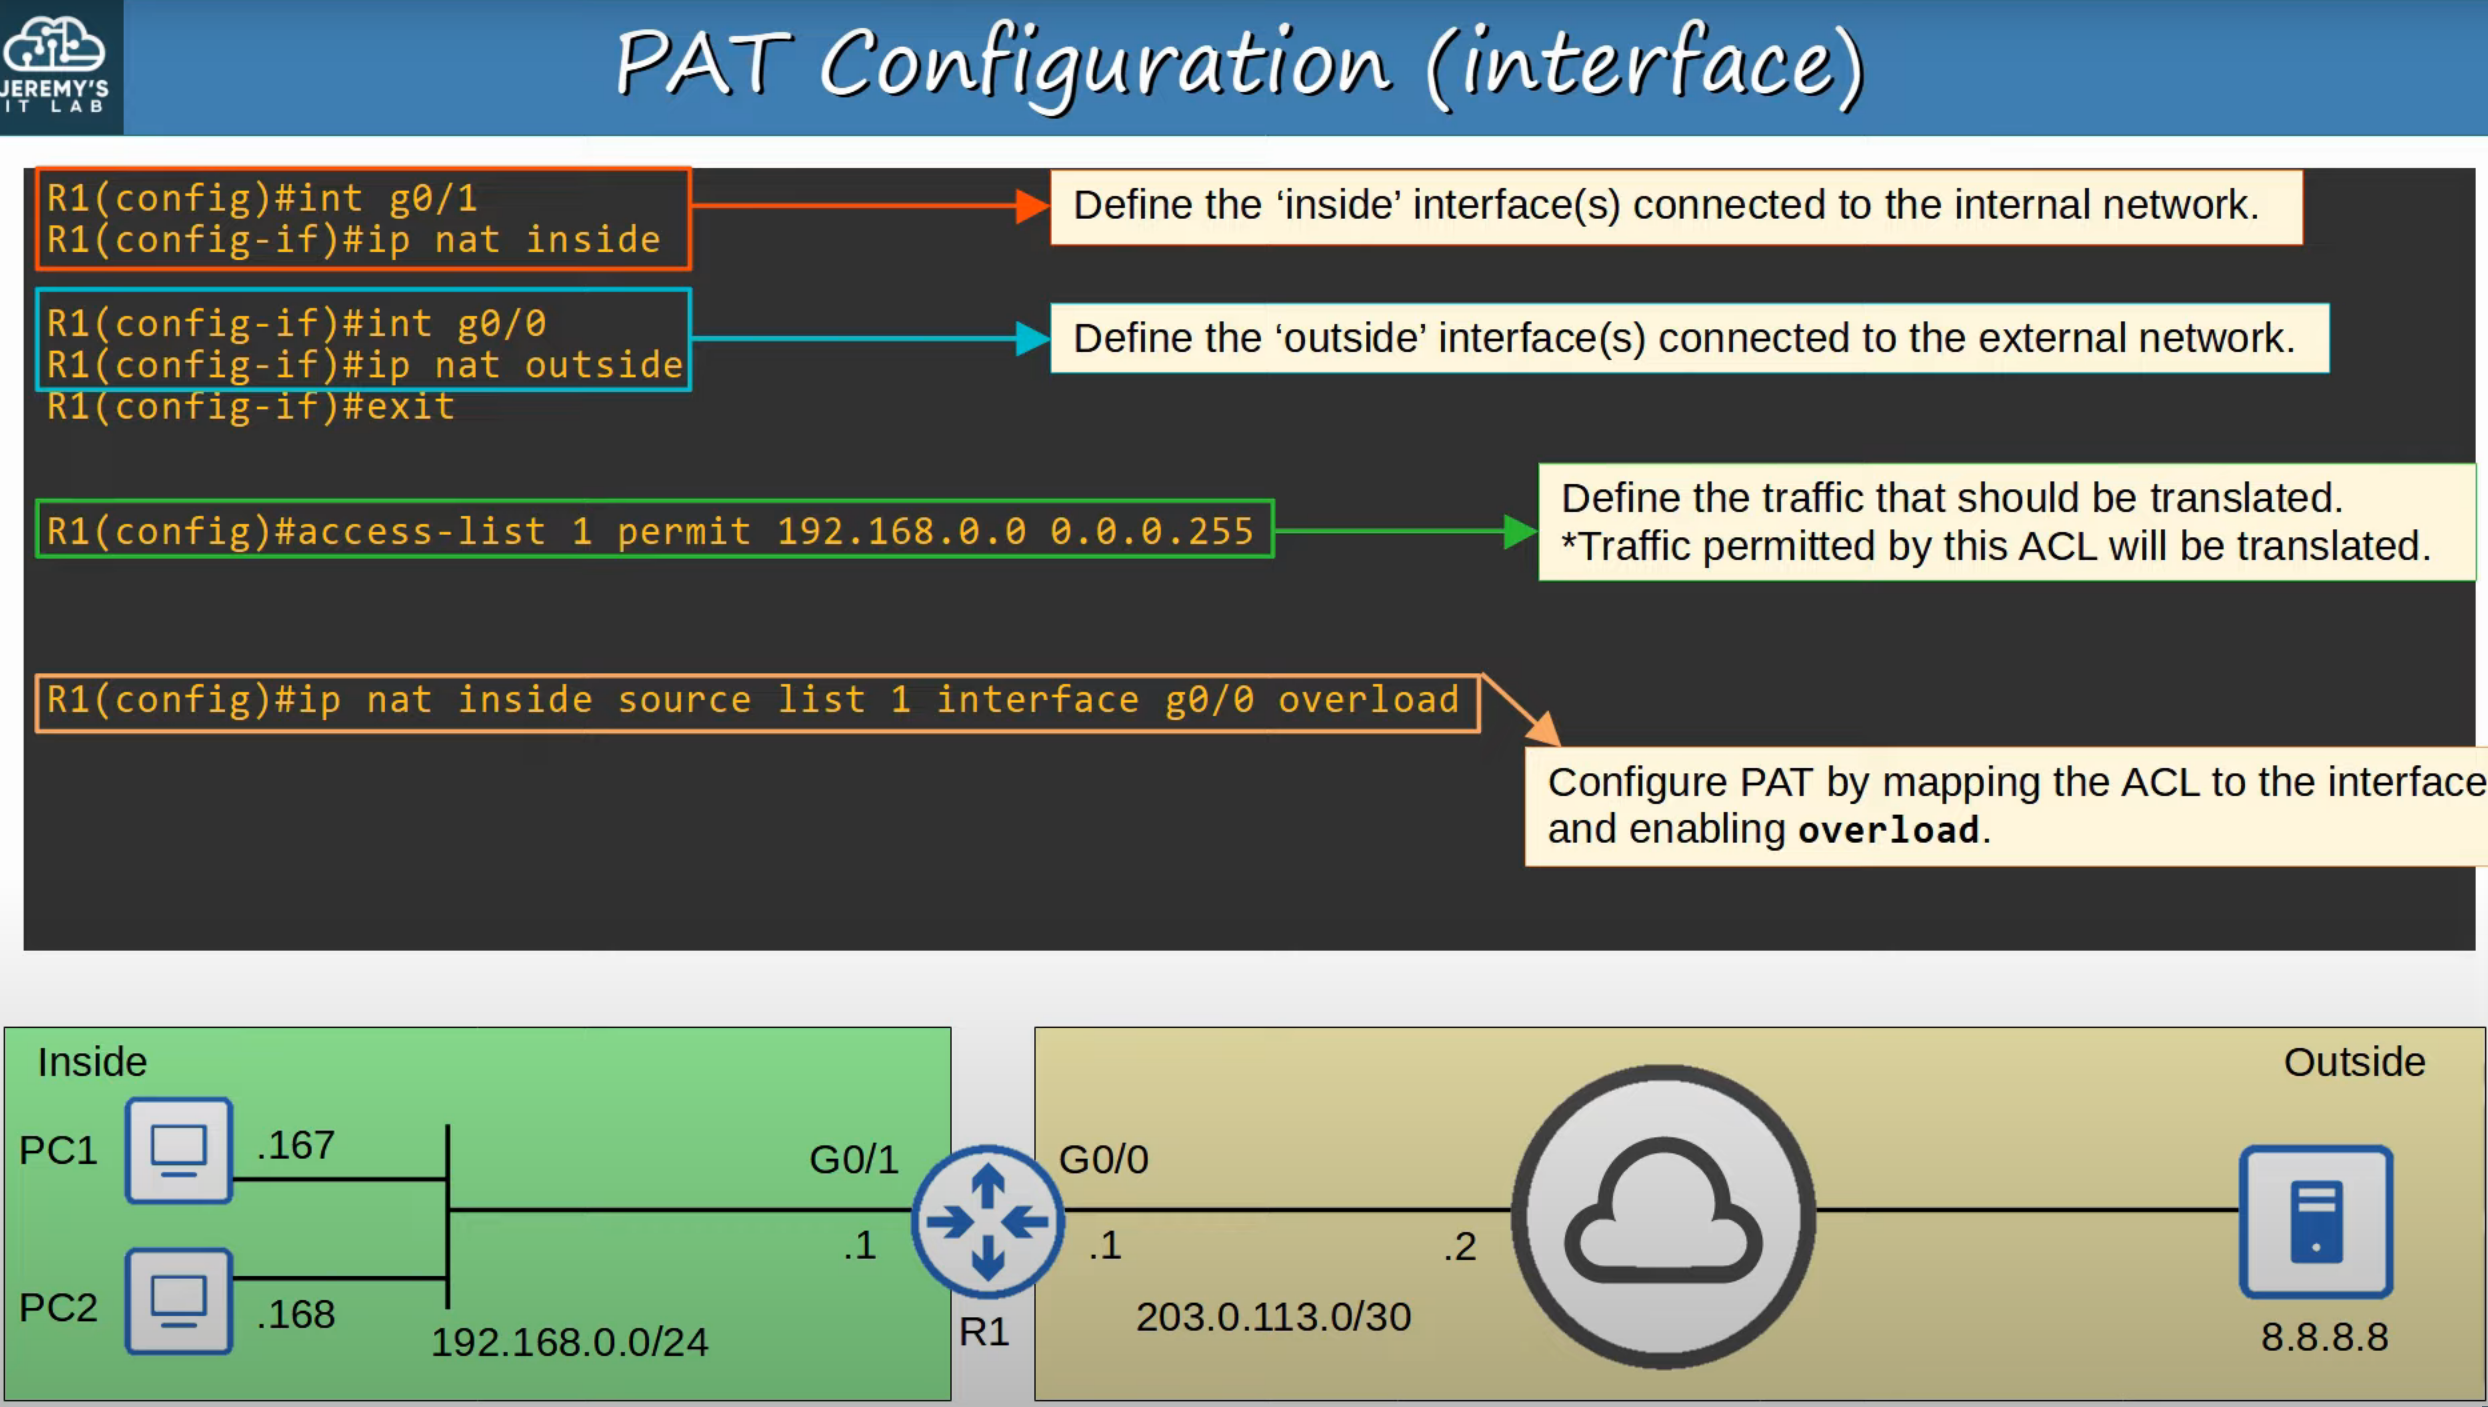 JEREMY'S
IT LAB
PAT Configuration (interface)
R1(config)#int g0/1
R1(config-if)#ip nat inside
Define the ‘inside’ interface(s) connected to the internal network.
R1(config-if)#int g0/0
R1(config-if)#ip nat outside
R1(config-if)#exit
Define the ‘outside’ interface(s) connected to the external network.
R1(config)#access-list 1 permit 192.168.0.0 0.0.0.255
Define the traffic that should be translated.
*Traffic permitted by this ACL will be translated.
R1(config)#ip nat inside source list 1 interface g0/0 overload
Configure PAT by mapping the ACL to the interface
and enabling overload.
Inside
PC1
.167
PC2
.168
192.168.0.0/24
G0/1
.1
R1
G0/0
.1
203.0.113.0/30
.2
Outside
8.8.8.8